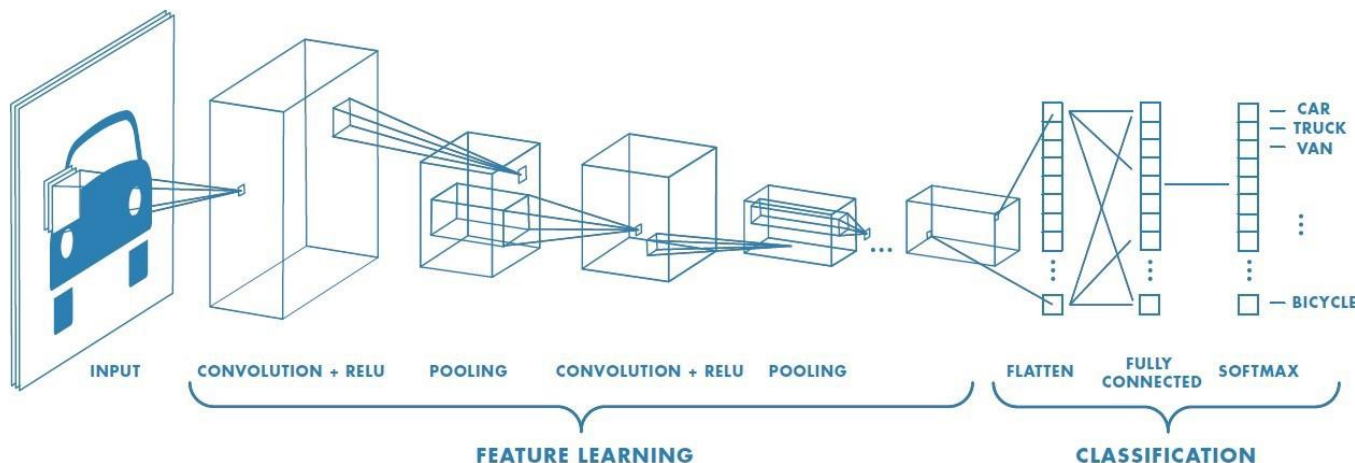 CAR
TRUCK
VAN
BICYCLE
INPUT
CONVOLUTION + RELU
POOLING
CONVOLUTION + RELU
POOLING
FLATTEN
FULLY
CONNECTED
SOFTMAX
FEATURE LEARNING
CLASSIFICATION